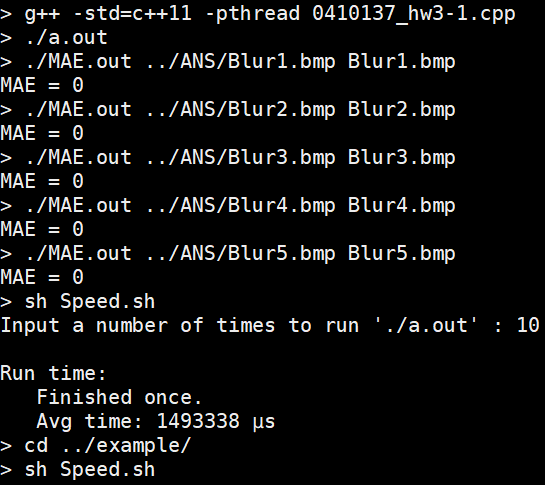 > g++ -std=c++11 -pthread 0410137_hw3-1.cpp
> ./a.out
> ./MAE.out ../ANS/Blur1.bmp Blur1.bmp
MAE = 0
> ./MAE.out ../ANS/Blur2.bmp Blur2.bmp
MAE = 0
> ./MAE.out ../ANS/Blur3.bmp Blur3.bmp
MAE = 0
> ./MAE.out ../ANS/Blur4.bmp Blur4.bmp
MAE = 0
> ./MAE.out ../ANS/Blur5.bmp Blur5.bmp
MAE = 0
> sh Speed.sh
Input a number of times to run './a.out' : 10

Run time:
   Finished once.
   Avg time: 1493338 µs
> cd ../example/
> sh Speed.sh